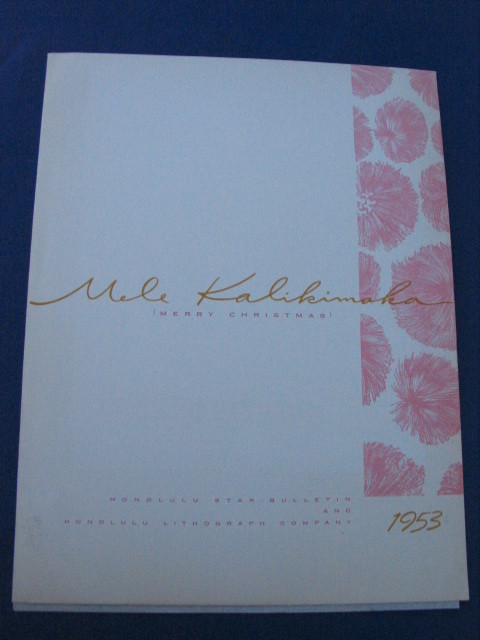 Mele Kalikimaka
(MERRY CHRISTMAS)
HONOLULU STAR-BULLETIN
AND
HONOLULU LITHOGRAPH COMPANY
1953